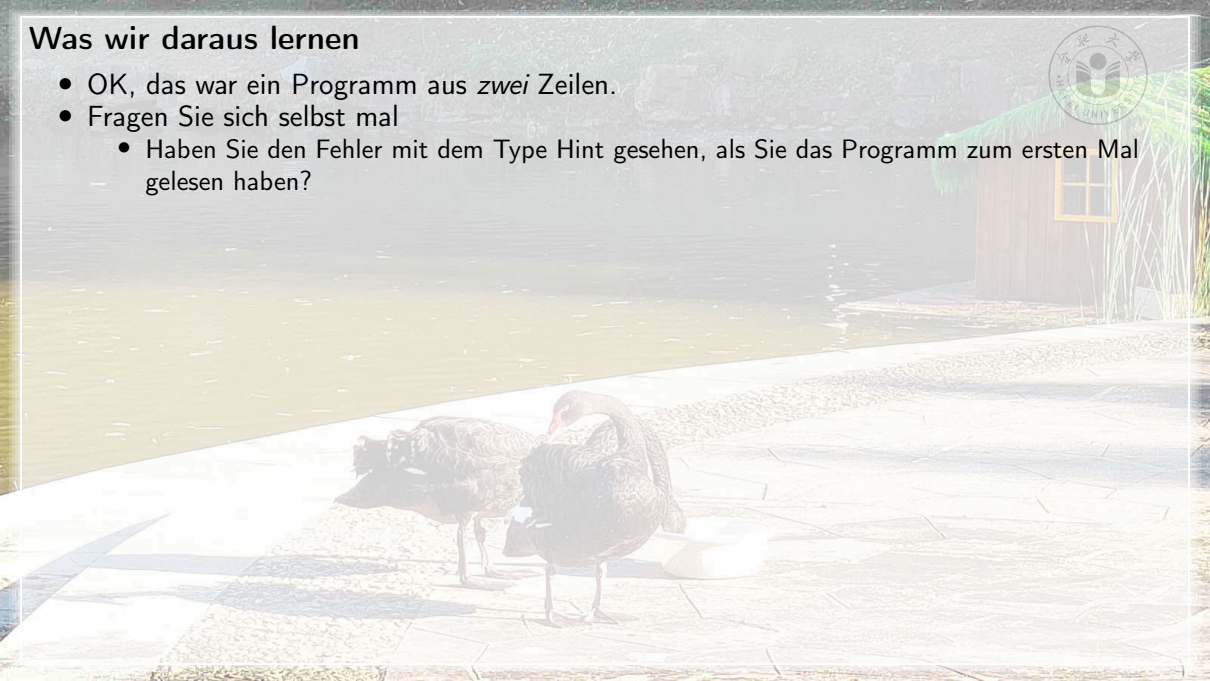 Was wir daraus lernen
• OK, das war ein Programm aus zwei Zeilen.
• Fragen Sie sich selbst mal
• Haben Sie den Fehler mit dem Type Hint gesehen, als Sie das Programm zum ersten Mal
gelesen haben?